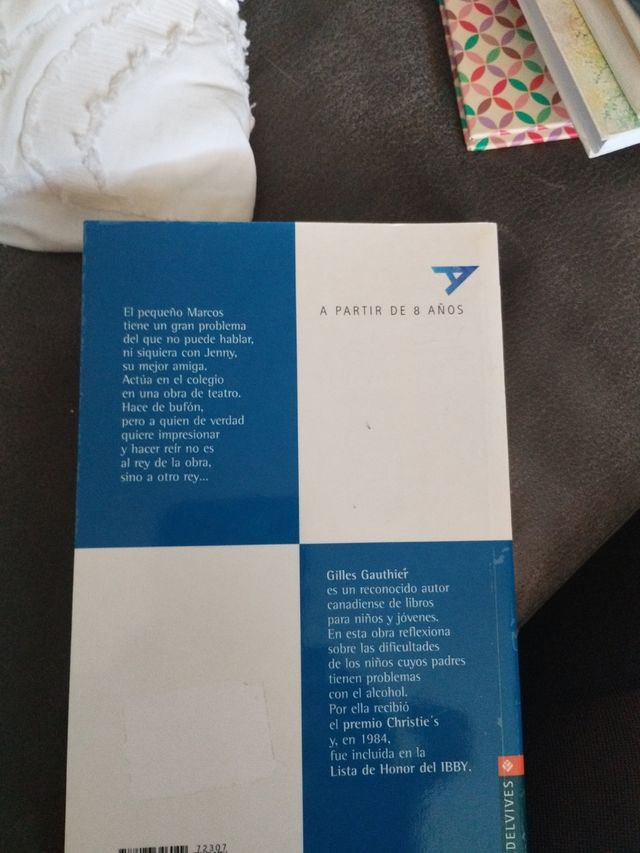 El pequeño Marcos
tiene un gran problema
del que no puede hablar,
ni siquiera con Jenny,
su mejor amiga.
Actúa en el colegio
en una obra de teatro.
Hace de bufón,
pero a quien de verdad
quiere impresionar
y hacer reír no es
al rey de la obra,
sino a otro rey...
A PARTIR DE 8 AÑOS
Gilles Gauthier
es un reconocido autor
canadiense de libros
para niños y jóvenes.
En esta obra reflexiona
sobre las dificultades
de los niños cuyos padres
tienen problemas
con el alcohol.
Por ella recibió
el premio Christie´s
y, en 1984,
fue incluida en la
Lista de Honor del IBBY.
DELVIVES
72307